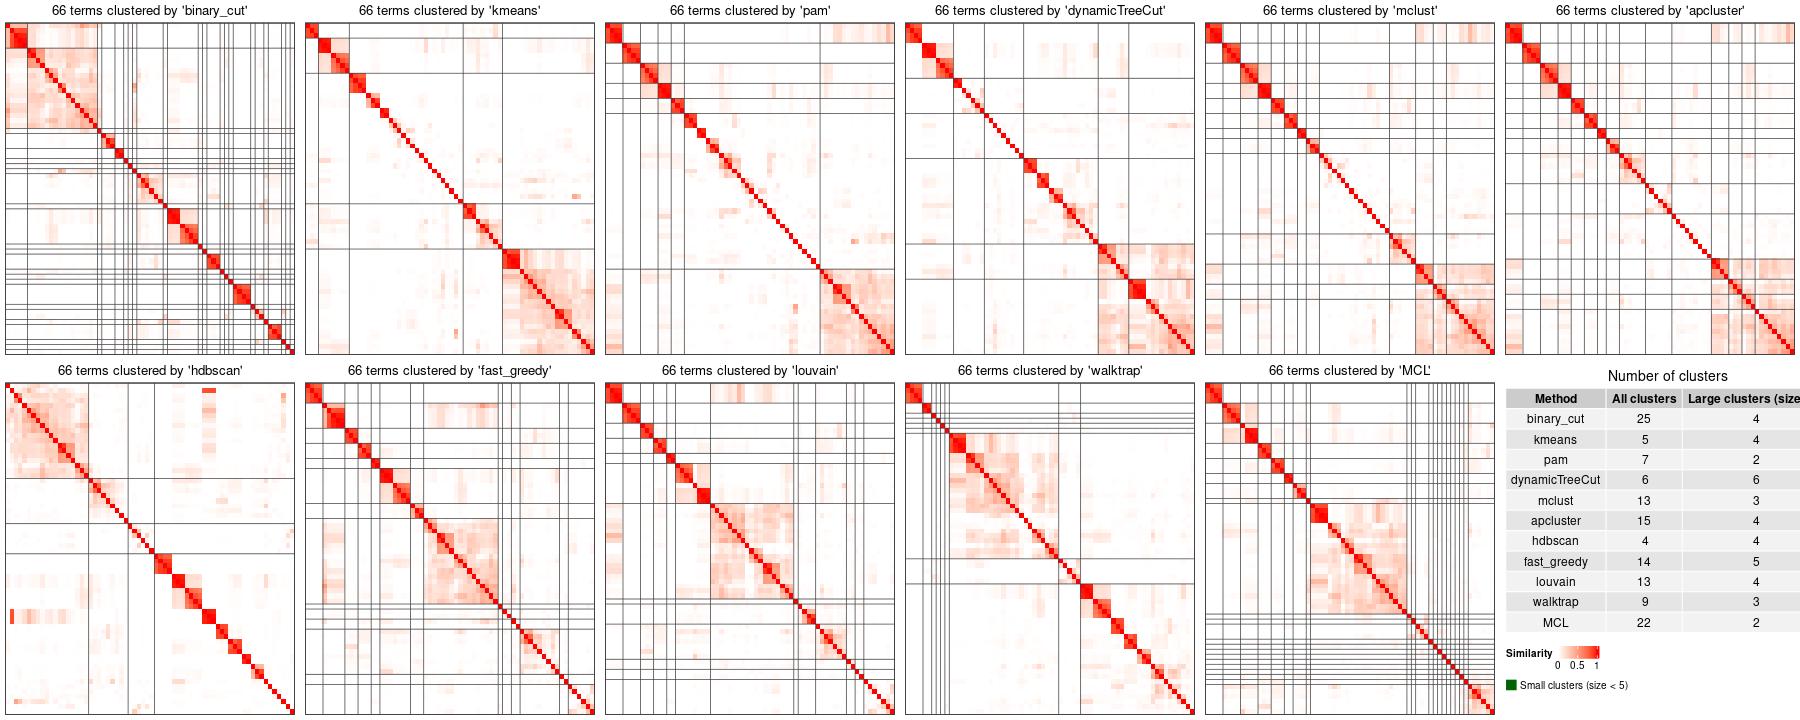 66 terms clustered by 'binary_cut'
66 terms clustered by 'kmeans'
66 terms clustered by 'pam'
66 terms clustered by 'dynamicTreeCut'
66 terms clustered by 'mclust'
66 terms clustered by 'apcluster'
66 terms clustered by 'hdbscan'
66 terms clustered by 'fast_greedy'
66 terms clustered by 'louvain'
66 terms clustered by 'walktrap'
66 terms clustered by 'MCL'
Number of clusters
Method All clusters Large clusters (size
binary_cut 25 4
kmeans 5 4
pam 7 2
dynamicTreeCut 6 6
mclust 13 3
apcluster 15 4
hdbscan 4 4
fast_greedy 14 5
louvain 13 4
walktrap 9 3
MCL 22 2
Similarity
0 0.5 1
Small clusters (size < 5)